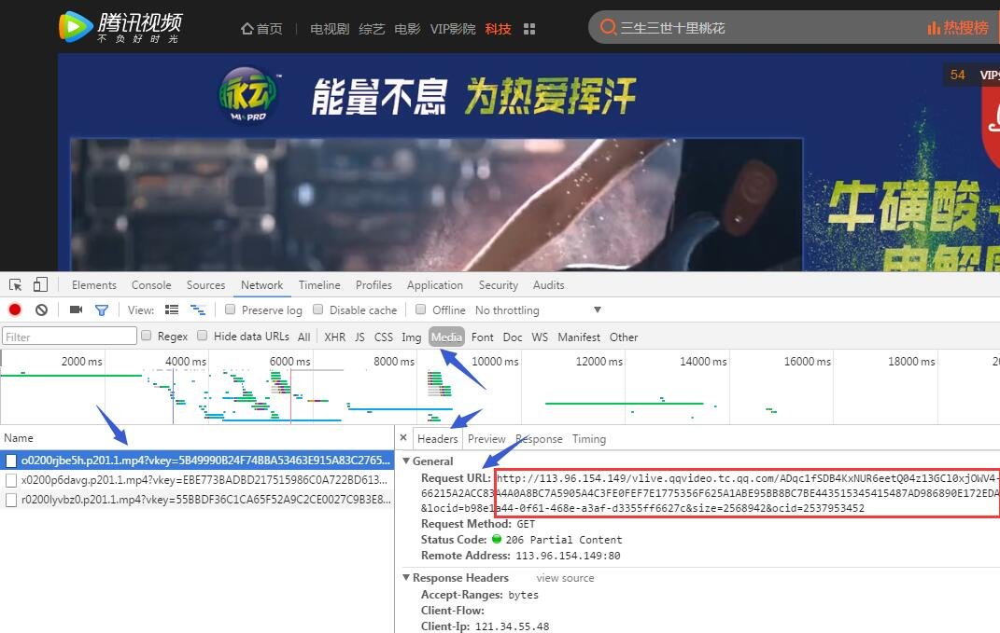 腾讯视频
不负好时光
首页
电视剧 综艺 电影 VIP影院 科技
三生三世十里桃花
热搜榜
54
能量不息 为热爱挥汗
MI PRO
牛磺酸
Elements Console Sources Network Timeline Profiles Application Security Audits
View: Preserve log Disable cache Offline No throttling
Filter Regex Hide data URLs All XHR JS CSS Img Media Font Doc WS Manifest Other
2000 ms 4000 ms 6000 ms 8000 ms 10000 ms 12000 ms 14000 ms 16000 ms 18000 ms
Name
× Headers Preview Response Timing
o0200rjbe5h.p201.1.mp4?vkey=5B49990B24F74BBA53463E915A83C2765...
x0200p6davg.p201.1.mp4?vkey=EBE773BADBD217515986C0A722BD613...
r0200lyvbz0.p201.1.mp4?vkey=55BBDF36C1CA65F52A9C2CE0027C9B3E8...
General
Request URL: http://113.96.154.149/vlive.qqvideo.tc.qq.com/ADqc1fSDB4KxNUR6eetQ04z13GCl0xjOWV4-
66215A2ACC83A4A0A8BC7A5905A4C3FE0FEF7E1775356F625A1ABE95BB8BC7BE443515345415487AD986890E172EDA
&locid=b98e1a44-0f61-468e-a3af-d3355ff6627c&size=2568942&ocid=2537953452
Request Method: GET
Status Code: 206 Partial Content
Remote Address: 113.96.154.149:80
Response Headers view source
Accept-Ranges: bytes
Client-Flow:
Client-Ip: 121.34.55.48